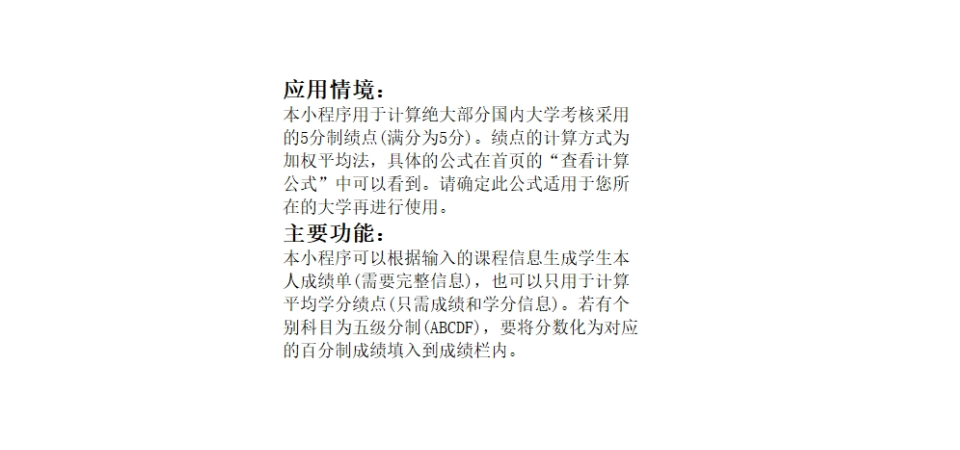 应用情境：
本小程序用于计算绝大部分国内大学考核采用
的5分制绩点(满分为5分)。绩点的计算方式为
加权平均法，具体的公式在首页的“查看计算
公式”中可以看到。请确定此公式适用于您所
在的大学再进行使用。
主要功能：
本小程序可以根据输入的课程信息生成学生本
人成绩单(需要完整信息)，也可以只用于计算
平均学分绩点(只需成绩和学分信息)。若有个
别科目为五级分制(ABCDF)，要将分数化为对应
的百分制成绩填入到成绩栏内。